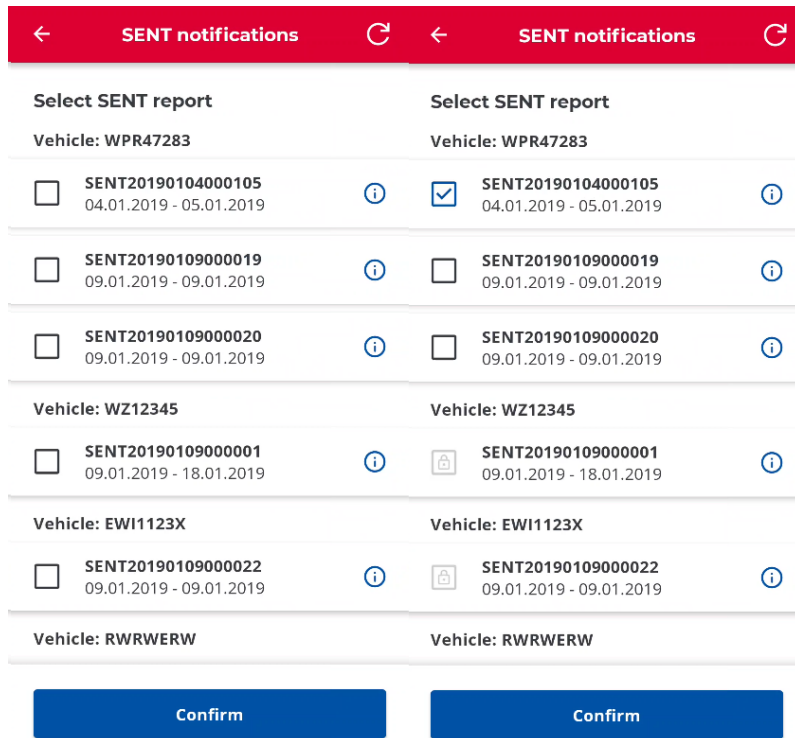 SENT notifications
Select SENT report
Vehicle: WPR47283
SENT20190104000105
04.01.2019 - 05.01.2019
SENT20190109000019
09.01.2019 - 09.01.2019
SENT20190109000020
09.01.2019 - 09.01.2019
Vehicle: WZ12345
SENT20190109000001
09.01.2019 - 18.01.2019
Vehicle: EWI1123X
SENT20190109000022
09.01.2019 - 09.01.2019
Vehicle: RWRWERW
Confirm
SENT notifications
Select SENT report
Vehicle: WPR47283
SENT20190104000105
04.01.2019 - 05.01.2019
SENT20190109000019
09.01.2019 - 09.01.2019
SENT20190109000020
09.01.2019 - 09.01.2019
Vehicle: WZ12345
SENT20190109000001
09.01.2019 - 18.01.2019
Vehicle: EWI1123X
SENT20190109000022
09.01.2019 - 09.01.2019
Vehicle: RWRWERW
Confirm